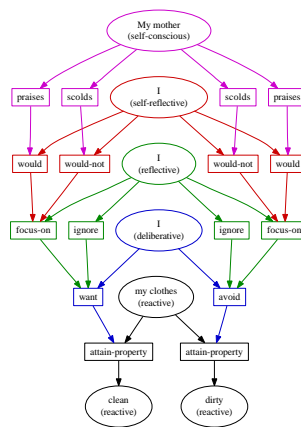 My mother
(self-conscious)
praises
scolds
scolds
praises
I
(self-reflective)
would
would-not
would-not
would
I
(reflective)
focus-on
ignore
ignore
focus-on
I
(deliberative)
want
my clothes
(reactive)
avoid
attain-property
attain-property
clean
(reactive)
dirty
(reactive)